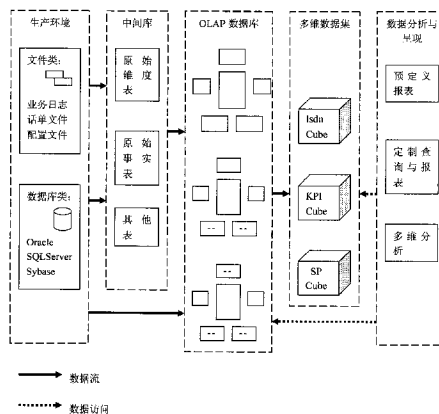 生产环境
中间库
OLAP 数据库
多维数据集
数据分析与
呈现
文件类:
业务日志
话单文件
配置文件
数据库类:
Oracle
SQLServer
Sybase
原始
维度
表
原始
事实
表
其他
表
-- --
--
-- --
Isdu
Cube
KPI
Cube
SP
Cube
预定义
报表
定制查
询与报
表
多维分
析
数据流
数据访问